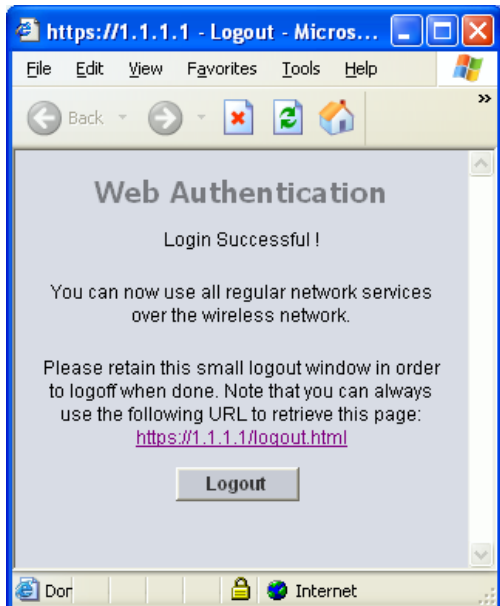 https://1.1.1.1 - Logout - Micros...
File Edit View Favorites Tools Help
Back
Web Authentication
Login Successful !
You can now use all regular network services
over the wireless network.
Please retain this small logout window in order
to logoff when done. Note that you can always
use the following URL to retrieve this page:
https://1.1.1.1/logout.html
Logout
Internet